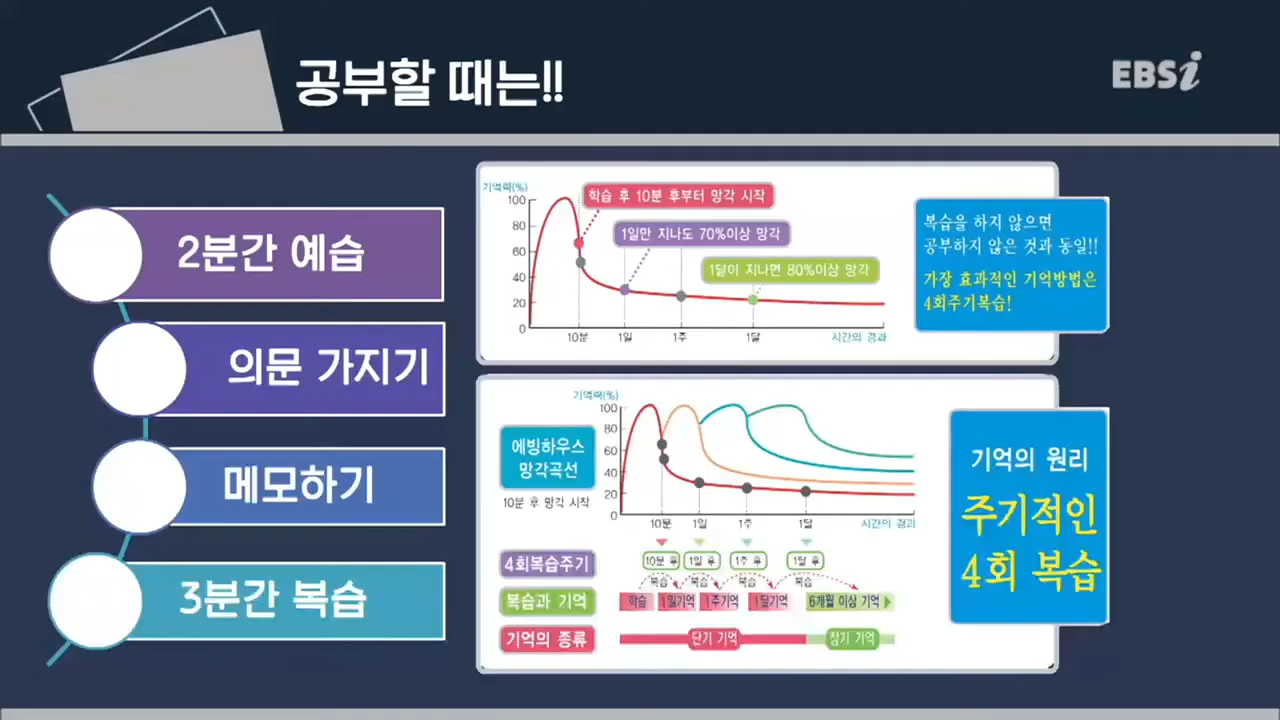 공부할 때는!!
EBSi
2분간 예습
의문 가지기
메모하기
3분간 복습
기억력(%)
100
80
60
40
20
0
학습 후 10분 후부터 망각 시작
1일만 지나도 70%이상 망각
1달이 지나면 80%이상 망각
10분 1일 1주 1달 시간의 경과
복습을 하지 않으면
공부하지 않은 것과 동일!!
가장 효과적인 기억방법은
4회주기복습!
기억력(%)
100
80
60
40
20
0
에빙하우스
망각곡선
10분 후 망각 시작
10분 1일 1주 1달 시간의 경과
4회복습주기
10분 후 1일 후 1주 후 1달 후
복습 복습 복습 복습
복습과 기억
학습 1일기억 1주기억 1달기억 6개월 이상 기억
기억의 종류
단기 기억 장기 기억
기억의 원리
주기적인
4회 복습